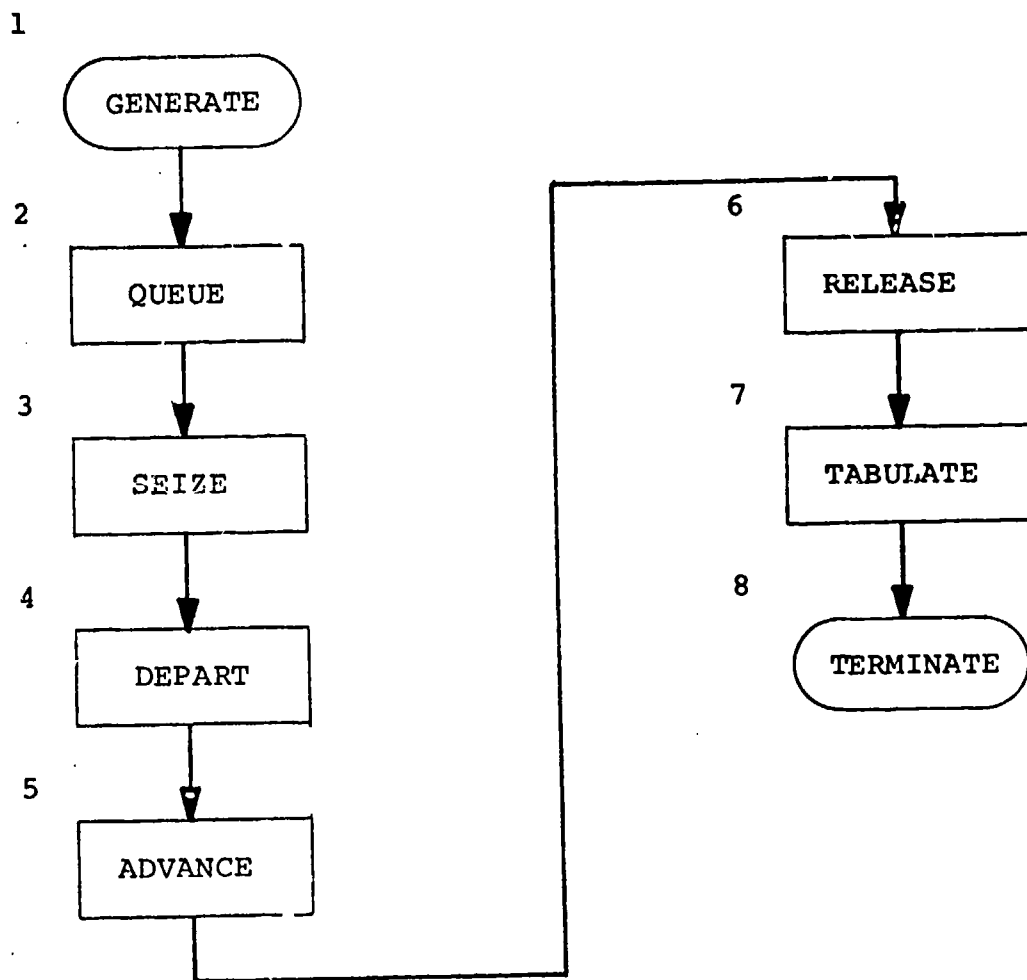 1
GENERATE
2
QUEUE
3
SEIZE
4
DEPART
5
ADVANCE
6
RELEASE
7
TABULATE
8
TERMINATE